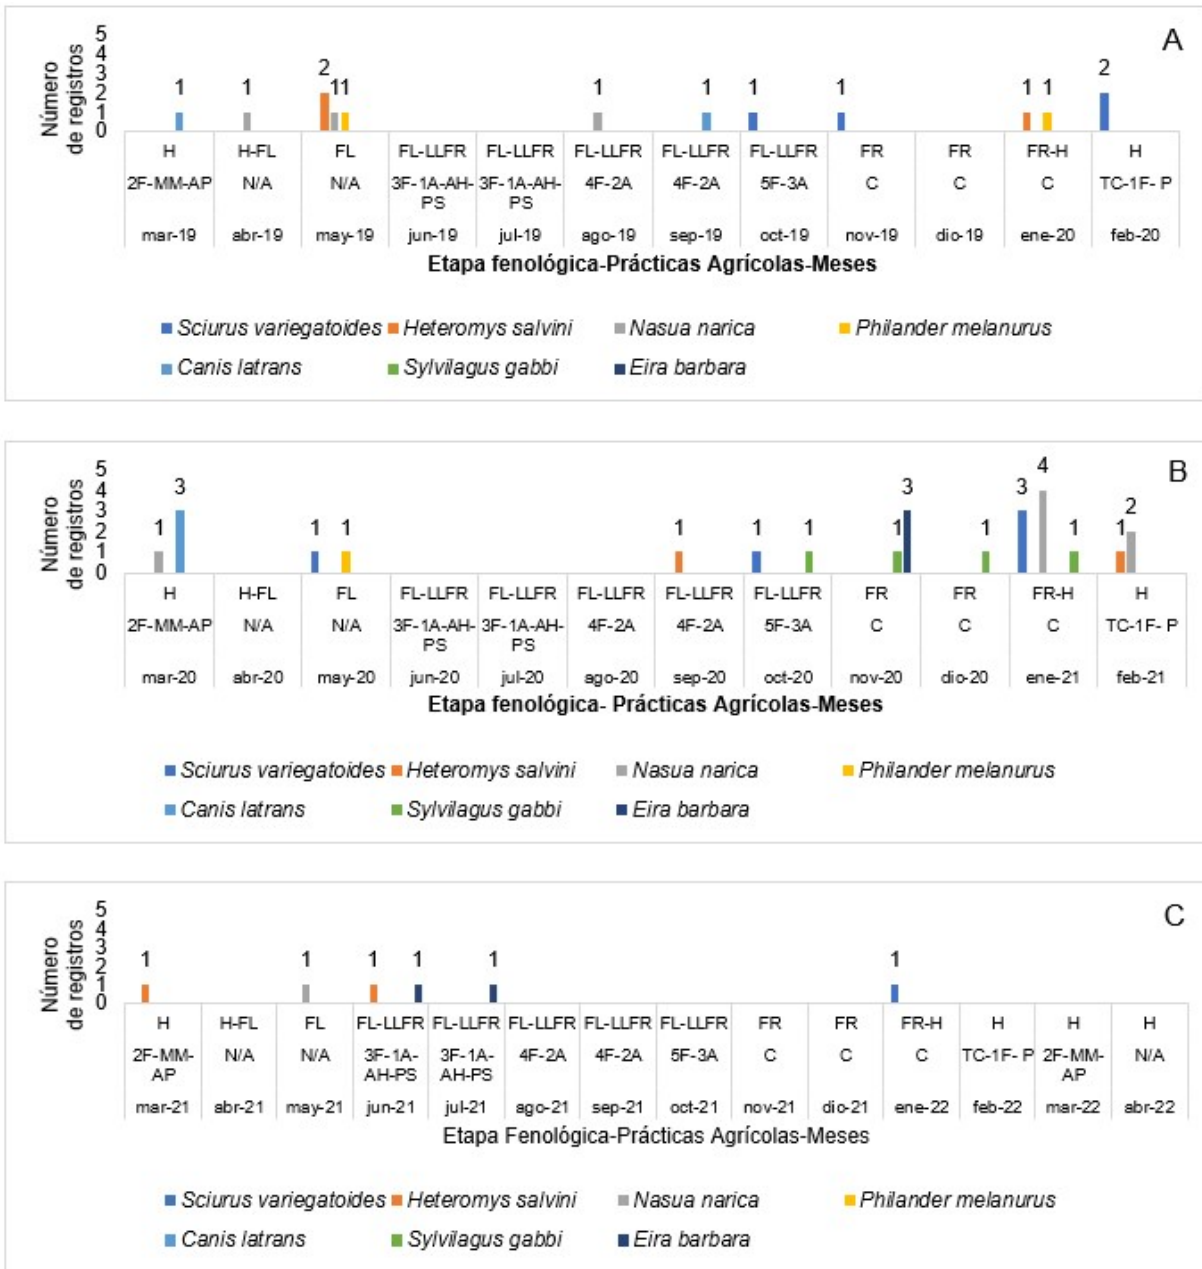 A
Número
de registros
5
4
3
2
1
0
1 1 2 1 1 1 1 1 1 1 1 2
H H-FL FL FL-LLFR FL-LLFR FL-LLFR FL-LLFR FL-LLFR FR FR FR-H H
2F-MM-AP N/A N/A 3F-1A-AH- 3F-1A-AH- 4F-2A 4F-2A 5F-3A C C C TC-1F- P
PS PS
mar-19 abr-19 may-19 jun-19 jul-19 ago-19 sep-19 oct-19 nov-19 dio-19 ene-20 feb-20
Etapa fenológica-Prácticas Agrícolas-Meses
Sciurus variegatoides Heteromys salvini Nasua narica Philander melanurus
Canis latrans Sylvilagus gabbi Eira barbara
B
Número
de registros
5
4
3
2
1
0
1 3 1 1 1 1 1 1 3 1 3 4 1 1 2
H H-FL FL FL-LLFR FL-LLFR FL-LLFR FL-LLFR FL-LLFR FR FR FR-H H
2F-MM-AP N/A N/A 3F-1A-AH- 3F-1A-AH- 4F-2A 4F-2A 5F-3A C C C TC-1F- P
PS PS
mar-20 abr-20 may-20 jun-20 jul-20 ago-20 sep-20 oct-20 nov-20 dio-20 ene-21 feb-21
Etapa fenológica- Prácticas Agrícolas-Meses
Sciurus variegatoides Heteromys salvini Nasua narica Philander melanurus
Canis latrans Sylvilagus gabbi Eira barbara
C
Número
de registros
5
4
3
2
1
0
1 1 1 1 1 1
H H-FL FL FL-LLFR FL-LLFR FL-LLFR FL-LLFR FL-LLFR FR FR FR-H H H H
2F-MM- N/A N/A 3F-1A- 3F-1A- 4F-2A 4F-2A 5F-3A C C C TC-1F- P 2F-MM- N/A
AP AH-PS AH-PS AP
mar-21 abr-21 may-21 jun-21 jul-21 ago-21 sep-21 oct-21 nov-21 dio-21 ene-22 feb-22 mar-22 abr-22
Etapa Fenológica-Prácticas Agrícolas-Meses
Sciurus variegatoides Heteromys salvini Nasua narica Philander melanurus
Canis latrans Sylvilagus gabbi Eira barbara